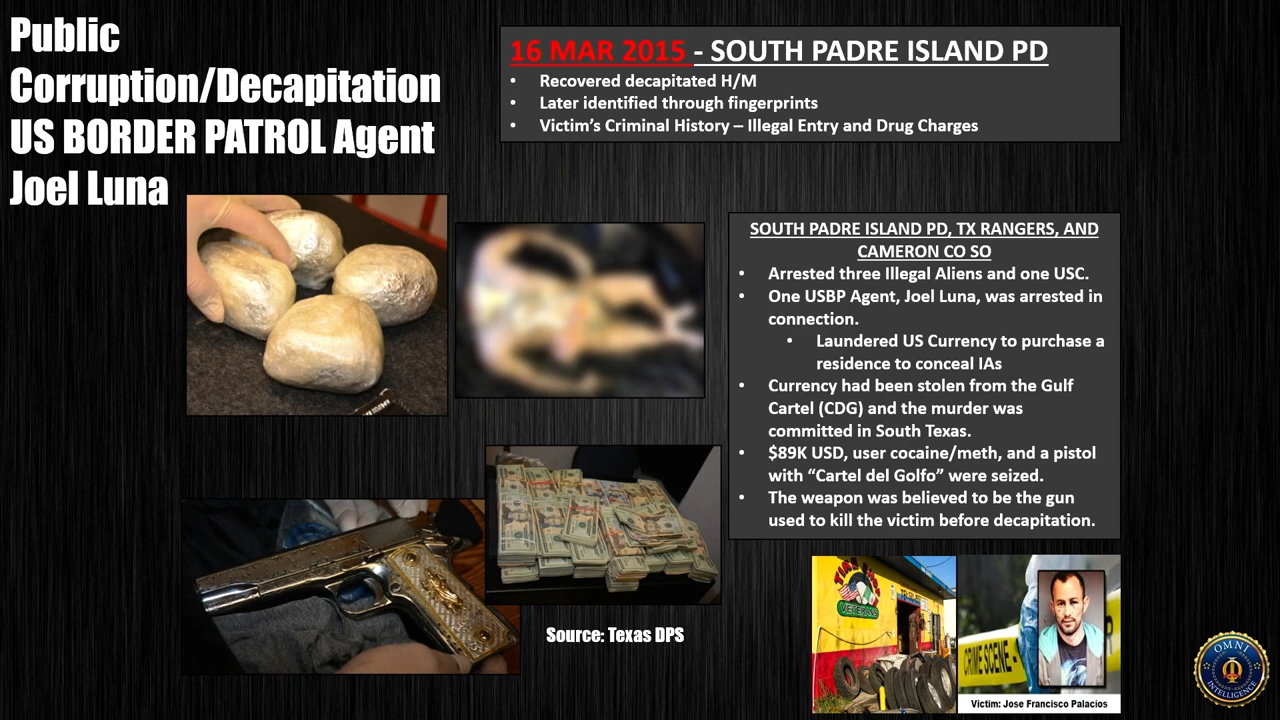 Public
Corruption/Decapitation
US BORDER PATROL Agent
Joel Luna
16 MAR 2015 - SOUTH PADRE ISLAND PD
• Recovered decapitated H/M
• Later identified through fingerprints
• Victim's Criminal History – Illegal Entry and Drug Charges
SOUTH PADRE ISLAND PD, TX RANGERS, AND
CAMERON CO SO
• Arrested three Illegal Aliens and one USC.
• One USBP Agent, Joel Luna, was arrested in
connection.
• Laundered US Currency to purchase a
residence to conceal IAs
• Currency had been stolen from the Gulf
Cartel (CDG) and the murder was
committed in South Texas.
• $89K USD, user cocaine/meth, and a pistol
with “Cartel del Golfo” were seized.
• The weapon was believed to be the gun
used to kill the victim before decapitation.
Source: Texas DPS
TIRE SHOP
VETERANS
CRIME SCENE -
Victim: Jose Francisco Palacios
OMNI
INTELLIGENCE